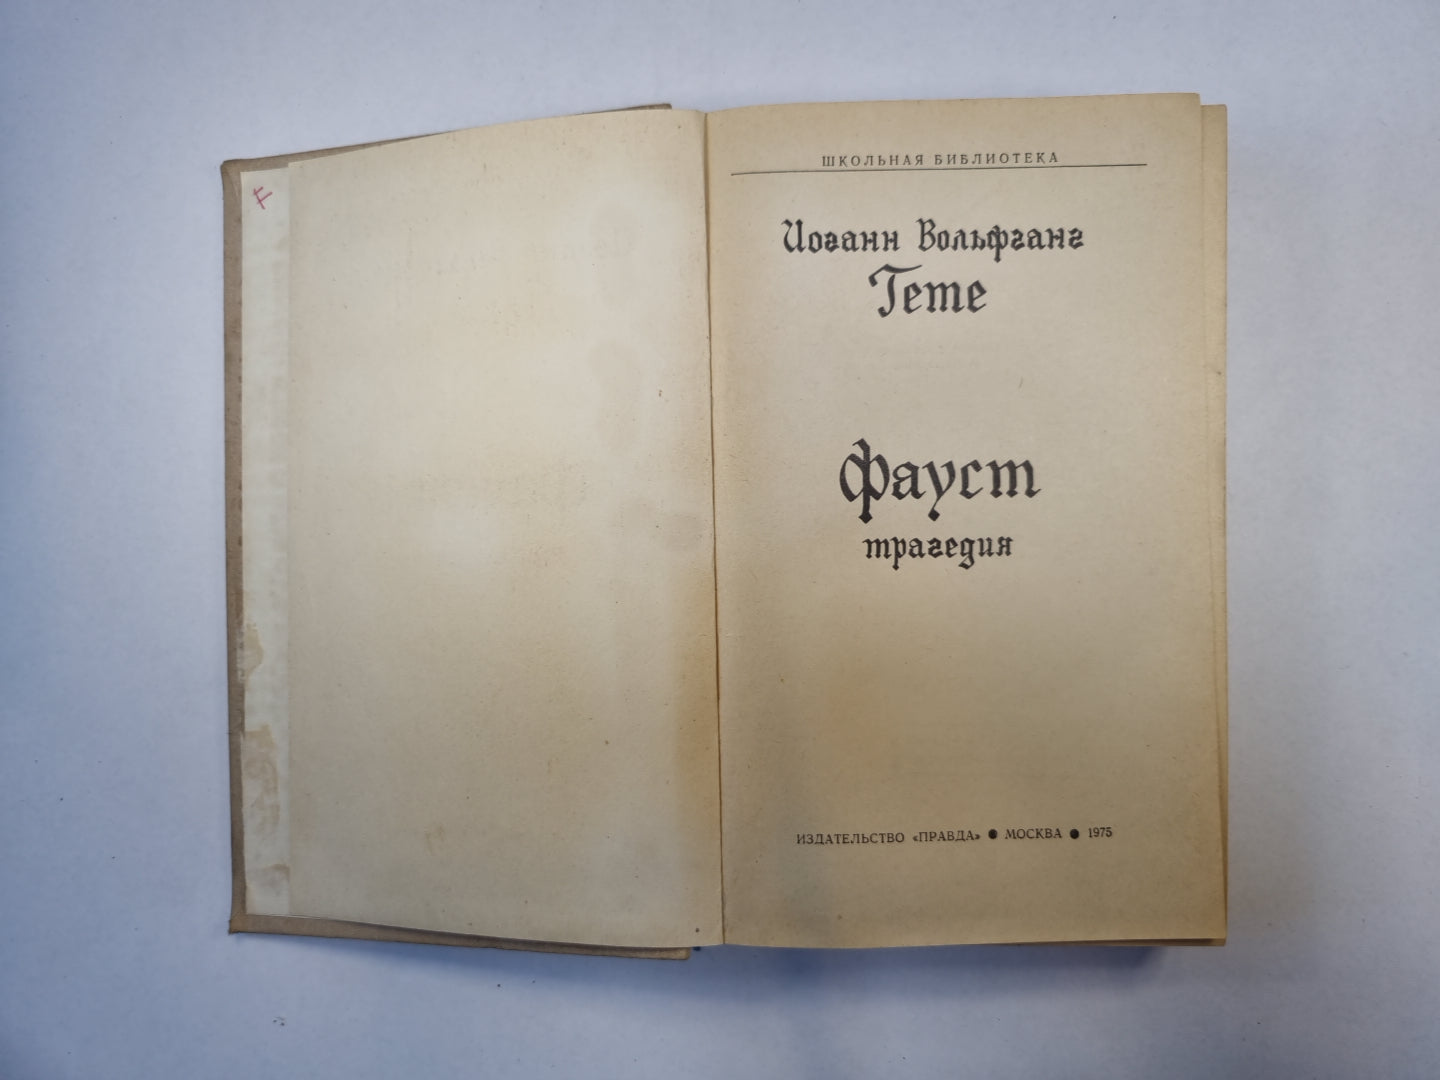 F
ШКОЛЬНАЯ БИБЛИОТЕКА
Иоганн Вольфганг
Гете
Фауст
трагедия
ИЗДАТЕЛЬСТВО «ПРАВДА» ● МОСКВА ● 1975